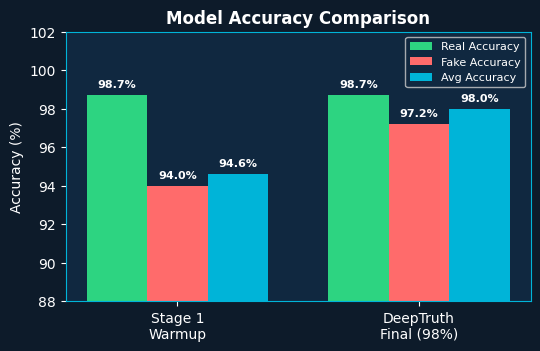 Model Accuracy Comparison
Accuracy (%)
102
100
98
96
94
92
90
88
Real Accuracy
Fake Accuracy
Avg Accuracy
98.7%
94.0%
94.6%
98.7%
97.2%
98.0%
Stage 1
Warmup
DeepTruth
Final (98%)